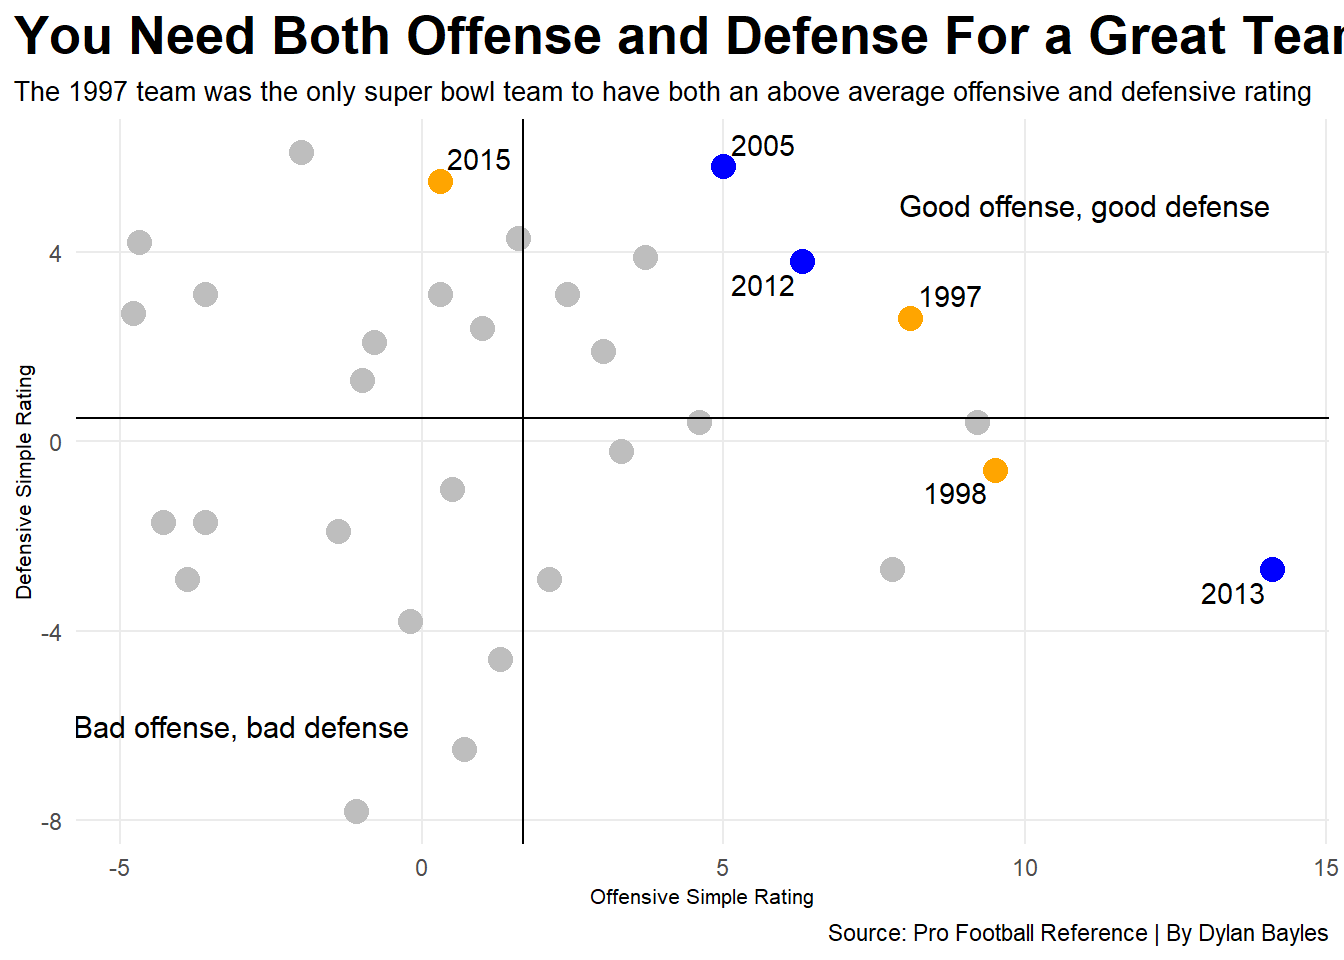 You Need Both Offense and Defense For a Great Tear
The 1997 team was the only super bowl team to have both an above average offensive and defensive rating
2015
2005
Good offense, good defense
4
2012
1997
Defensive Simple Rating
0
1998
2013
-4
Bad offense, bad defense
-8
-5
0
5
10
15
Offensive Simple Rating
Source: Pro Football Reference | By Dylan Bayles